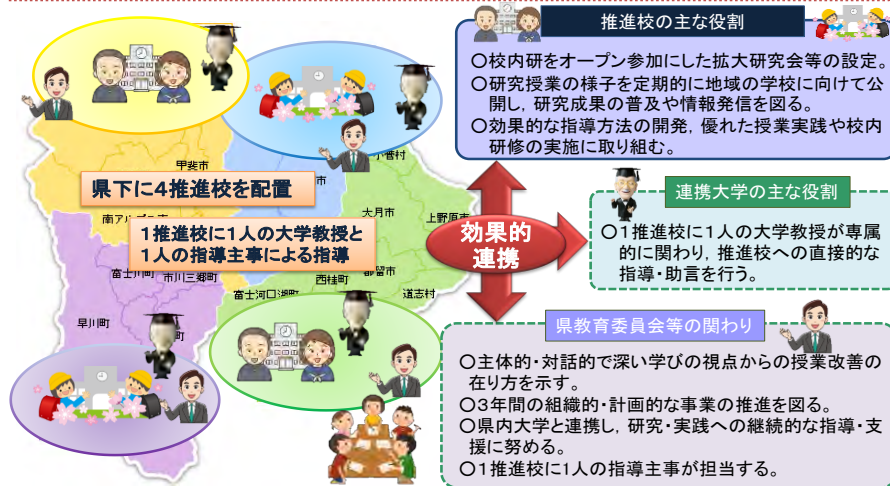 推進校の主な役割
〇校内研をオープン参加にした拡大研究会等の設定。
〇研究授業の様子を定期的に地域の学校に向けて公
開し，研究成果の普及や情報発信を図る。
〇効果的な指導方法の開発，優れた授業実践や校内
研修の実施に取り組む。
甲斐市
小菅村
県下に４推進校を配置
市
大月市
上野原市
１推進校に１人の大学教授と
１人の指導主事による指導
富士川町
市川三郷町
西桂町
都留市
道志村
富士河口湖町
早川町
町
効果的
連携
連携大学の主な役割
〇１推進校に１人の大学教授が専属
的に関わり，推進校への直接的な
指導・助言を行う。
県教育委員会等の関わり
〇主体的・対話的で深い学びの視点からの授業改善の
在り方を示す。
〇３年間の組織的・計画的な事業の推進を図る。
〇県内大学と連携し，研究・実践への継続的な指導・支
援に努める。
〇１推進校に１人の指導主事が担当する。